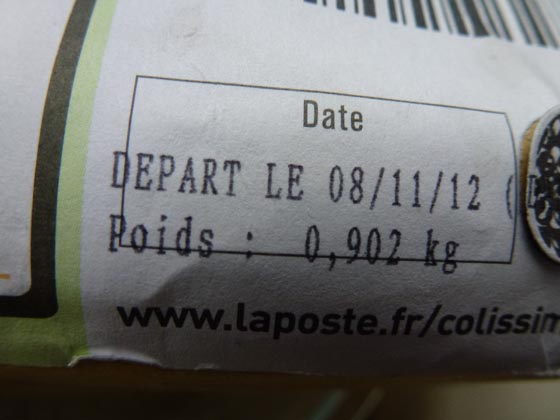 Date
DEPART LE 08/11/12 (
Poids : 0,902 kg
www.laposte.fr/colissim